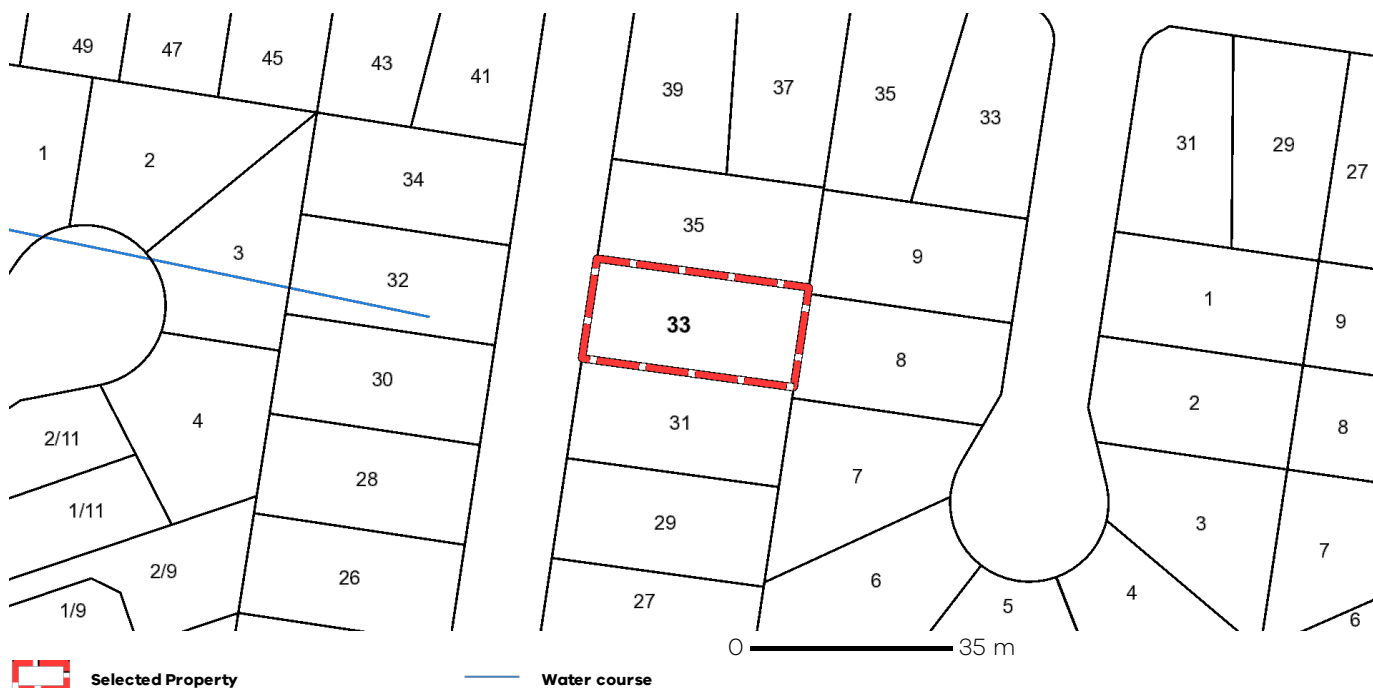 49 47 45 43 41 39 37 35 33 31 29 27
1 2 3 34 35 9
32 33 1 9
30 31 8 2 8
2/11 4 28 29 7 3 7
1/11
2/9 26 27 6 5 4 6
1/9
0 35 m
Selected Property Water course